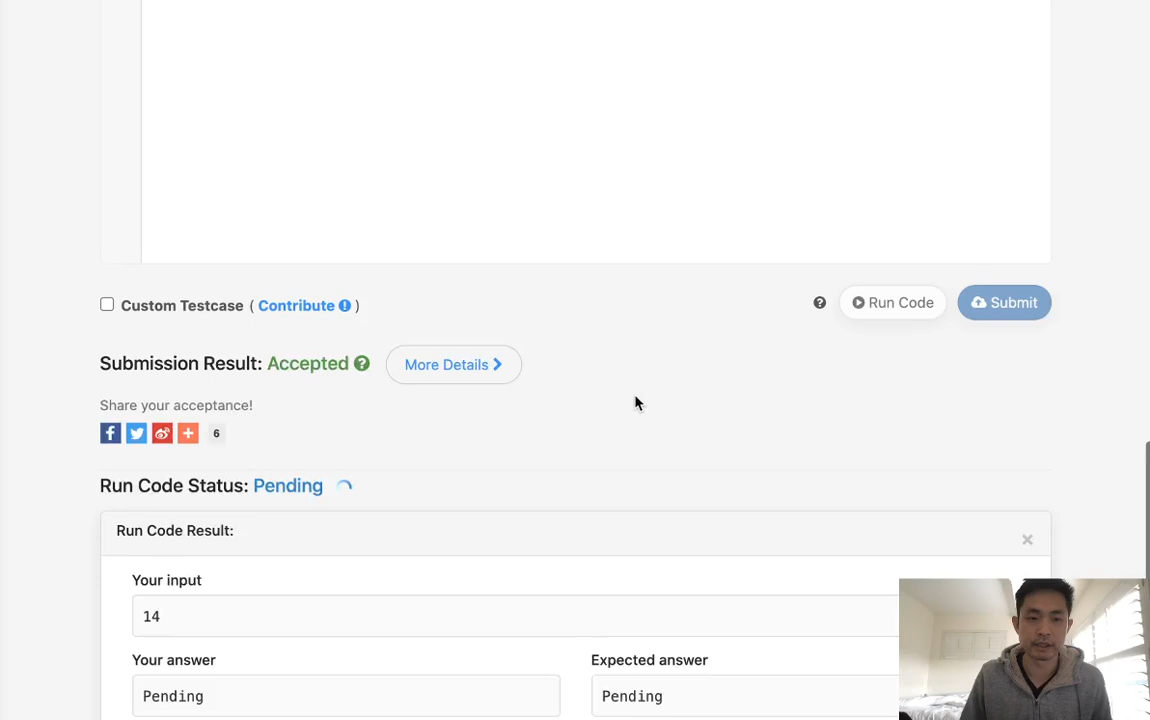 Custom Testcase ( Contribute )
Run Code
Submit
Submission Result: Accepted
More Details
Share your acceptance!
6
Run Code Status: Pending
Run Code Result:
Your input
14
Your answer
Expected answer
Pending
Pending